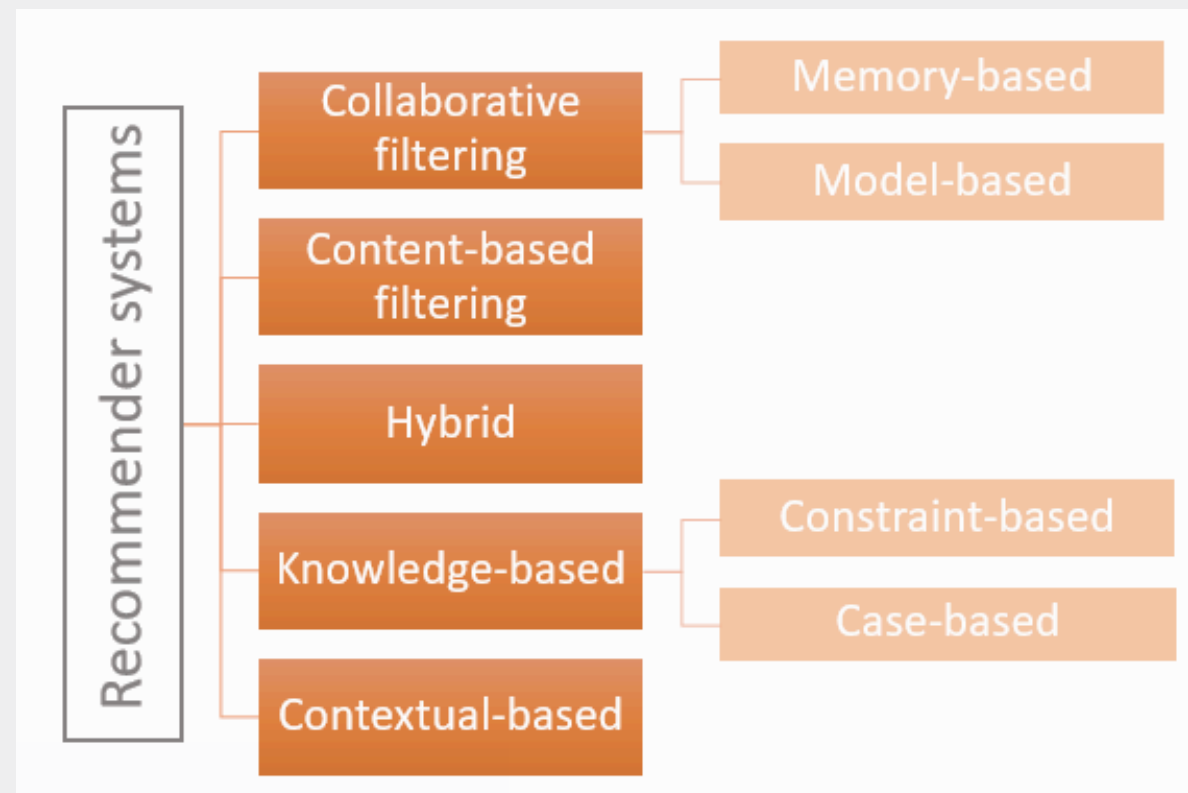 Recommender systems
Collaborative
filtering
Memory-based
Model-based
Content-based
filtering
Hybrid
Knowledge-based
Constraint-based
Case-based
Contextual-based